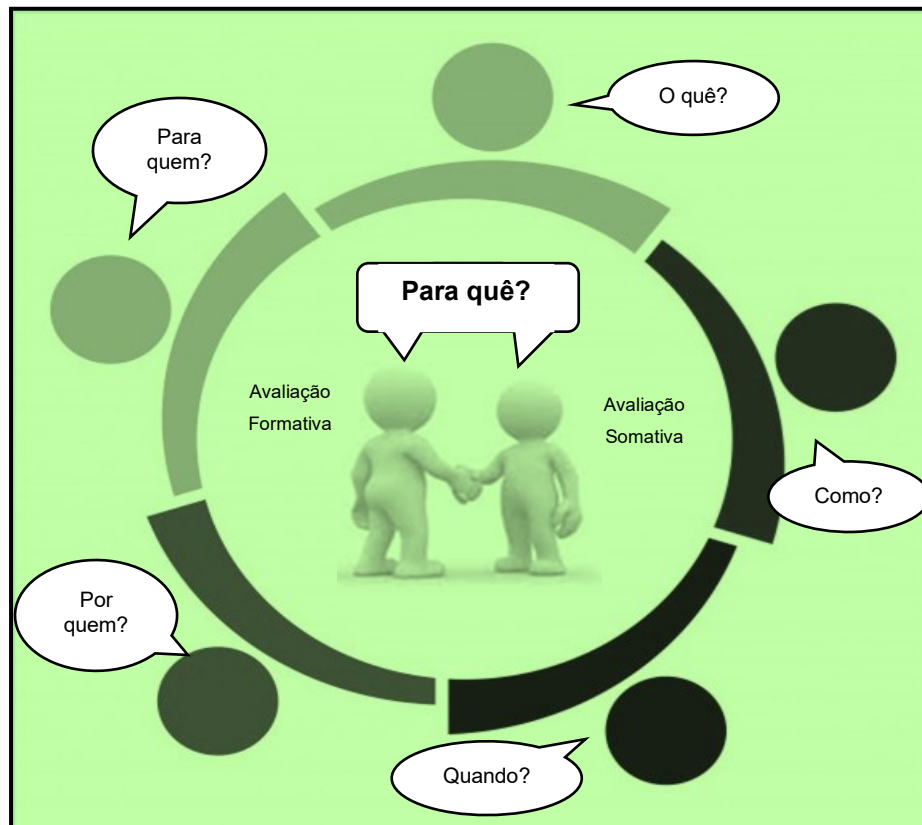 O quê?
Para
quem?
Para quê?
Avaliação
Formativa
Avaliação
Somativa
Como?
Por
quem?
Quando?